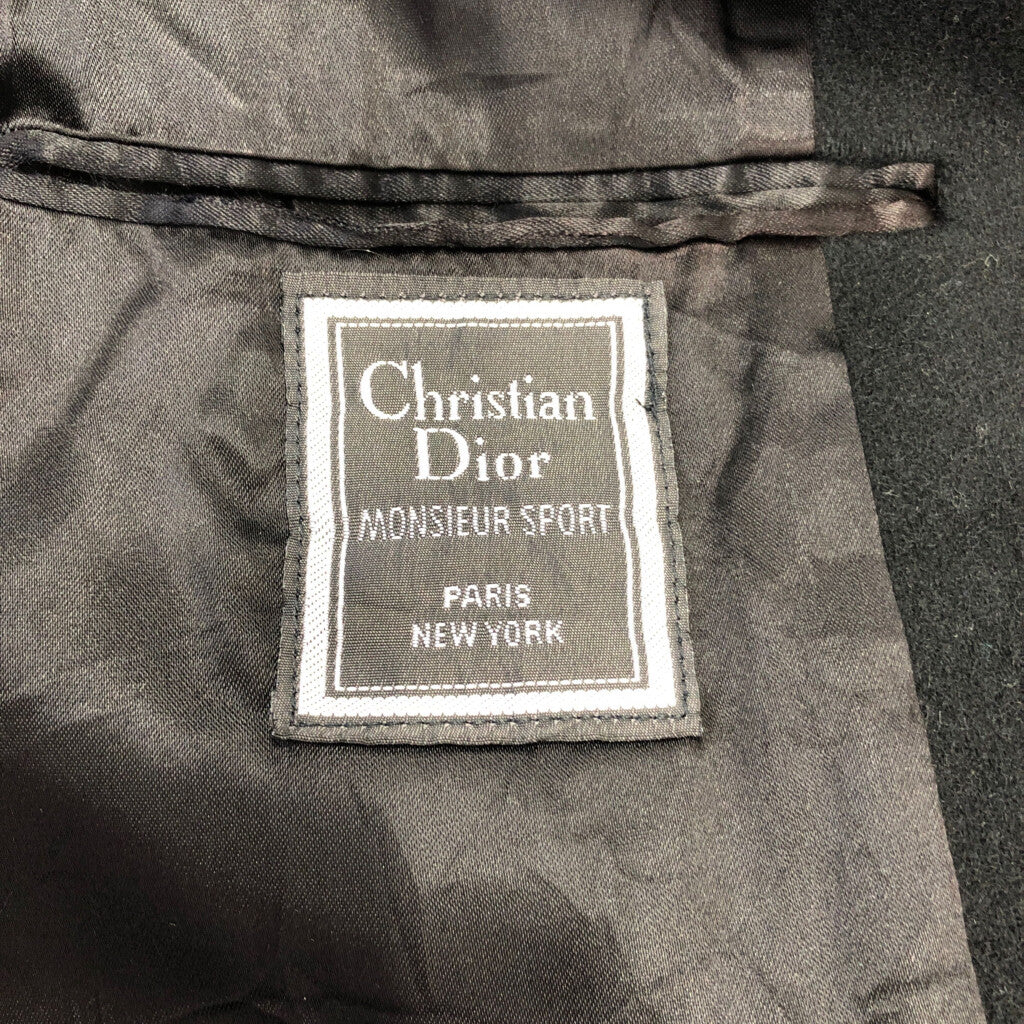 Christian
Dior
MONSIEUR SPORT
PARIS
NEW YORK